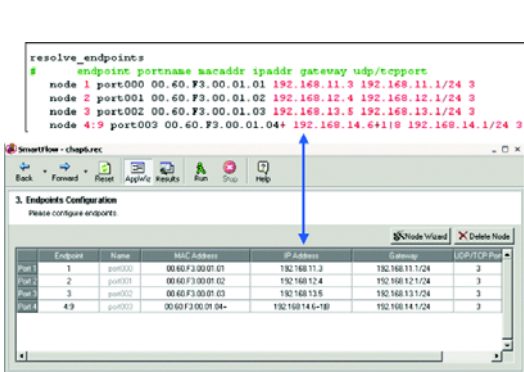 resolve_endpoints
# endpoint portname macaddr ipaddr gateway udp/tcpport
node 1 port000 00.60.F3.00.01.01 192.168.11.3 192.168.11.1/24 3
node 2 port001 00.60.F3.00.01.02 192.168.12.4 192.168.12.1/24 3
node 3 port002 00.60.F3.00.01.03 192.168.13.5 192.168.13.1/24 3
node 4:9 port003 00.60.F3.00.01.04+ 192.168.14.6+1|8 192.168.14.1/24 3
SmartFlow - chap6.rec
Back Forward Reset AppWiz Results Run Stop Help
3. Endpoints Configuration
Please configure endpoints.
Node Wizard Delete Node
Endpoint Name MAC Address IP Address Gateway UDP/TCP Port
Port 1 1 port000 00.60.F3.00.01.01 192.168.11.3 192.168.11.1/24 3
Port 2 2 port001 00.60.F3.00.01.02 192.168.12.4 192.168.12.1/24 3
Port 3 3 port002 00.60.F3.00.01.03 192.168.13.5 192.168.13.1/24 3
Port 4 4:9 port003 00.60.F3.00.01.04+ 192.168.14.6+1|8 192.168.14.1/24 3